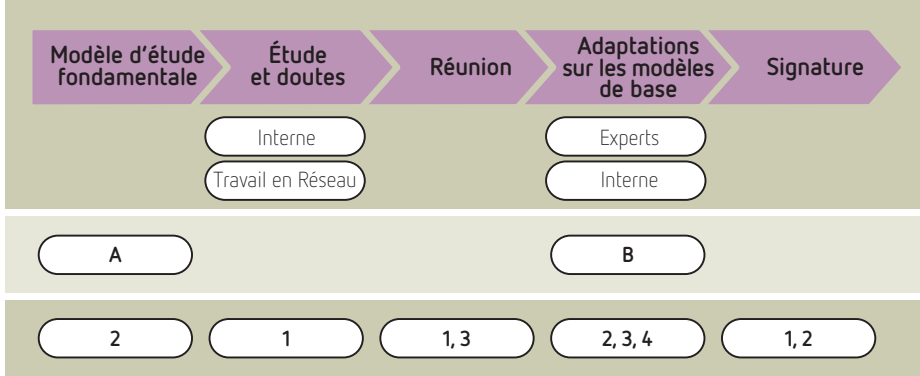 Modèle d'étude
fondamentale
Étude
et doutes
Réunion
Adaptations
sur les modèles
de base
Signature
Interne
Experts
Travail en Réseau
Interne
A
B
2
1
1, 3
2, 3, 4
1, 2